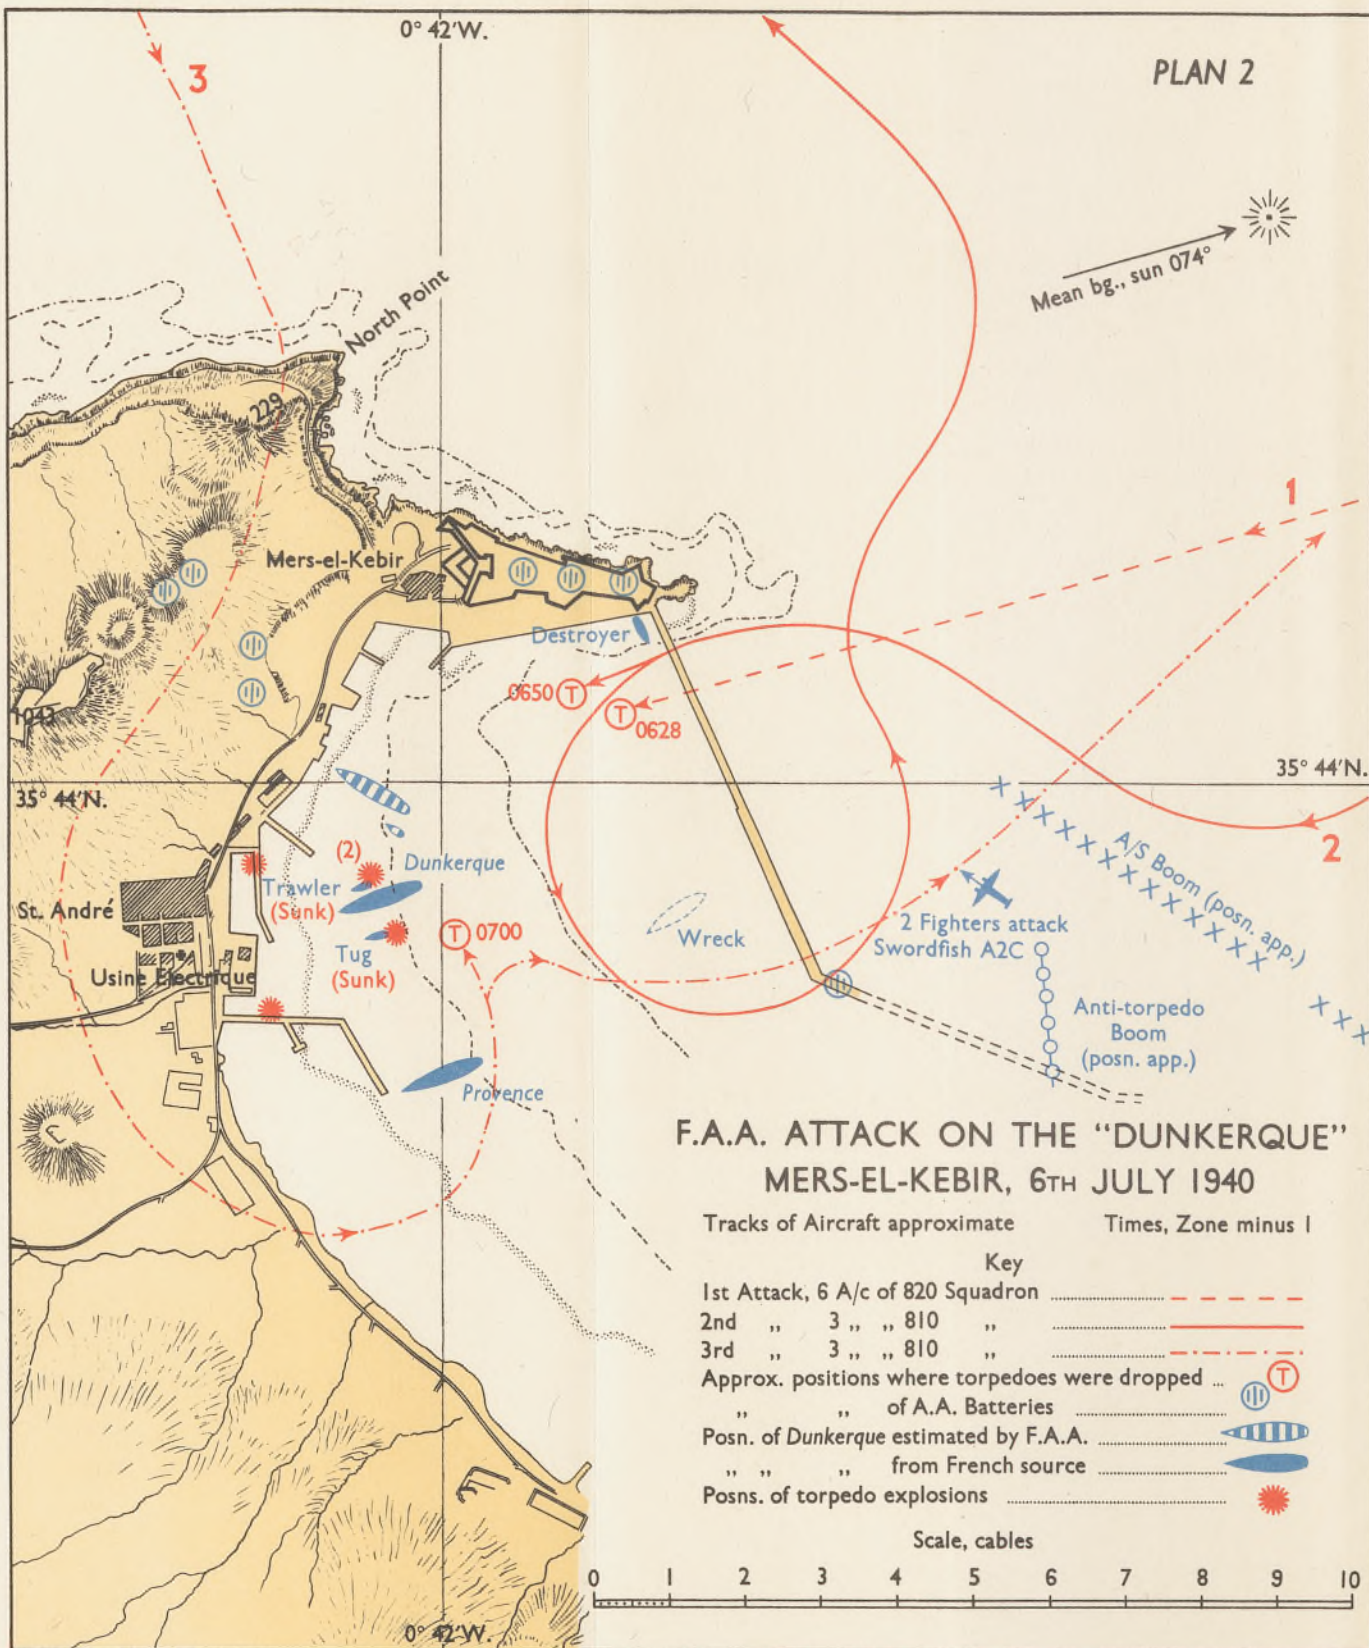 0° 42'W.
PLAN 2
3
Mean bg., sun 074°
North Point
229
1
Mers-el-Kebir
Destroyer
0650 T
T 0628
1043
35° 44'N.
35° 44'N.
2
A/S Boom (posn. app.)
(2)
Dunkerque
Trawler
(Sunk)
St. André
T 0700
Wreck
2 Fighters attack
Swordfish A2C
Tug
(Sunk)
Usine Electrique
Anti-torpedo
Boom
(posn. app.)
Provence
F.A.A. ATTACK ON THE “DUNKERQUE”
MERS-EL-KEBIR, 6TH JULY 1940
Tracks of Aircraft approximate Times, Zone minus 1
Key
1st Attack, 6 A/c of 820 Squadron
2nd ,, 3 ,, ,, 810 ,,
3rd ,, 3 ,, ,, 810 ,,
Approx. positions where torpedoes were dropped ... T
,, ,, of A.A. Batteries
Posn. of Dunkerque estimated by F.A.A.
,, ,, ,, from French source
Posns. of torpedo explosions
Scale, cables
0 1 2 3 4 5 6 7 8 9 10
0° 42'W.